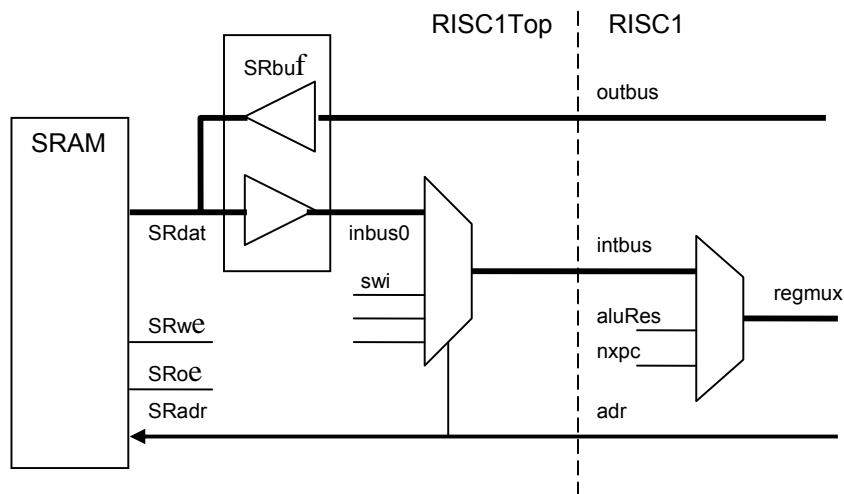 RISC1Top
RISC1
SRbuf
outbus
SRAM
SRdat
inbus0
intbus
swi
regmux
aluRes
SRwe
nxpc
SRoe
SRadr
adr